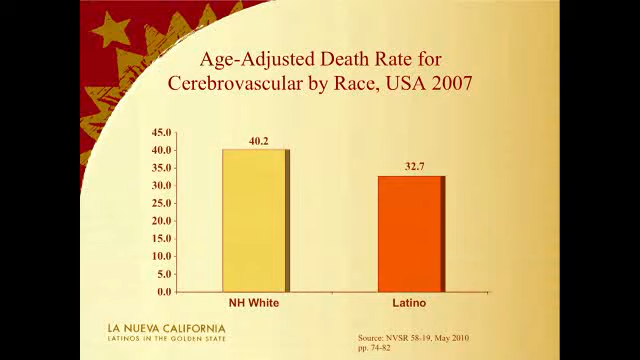 Age-Adjusted Death Rate for
Cerebrovascular by Race, USA 2007
45.0
40.0
35.0
30.0
25.0
20.0
15.0
10.0
5.0
0.0
40.2
32.7
NH White
Latino
LA NUEVA CALIFORNIA
LATINOS IN THE GOLDEN STATE
Source: NVSR 58-19, May 2010
pp. 74-82